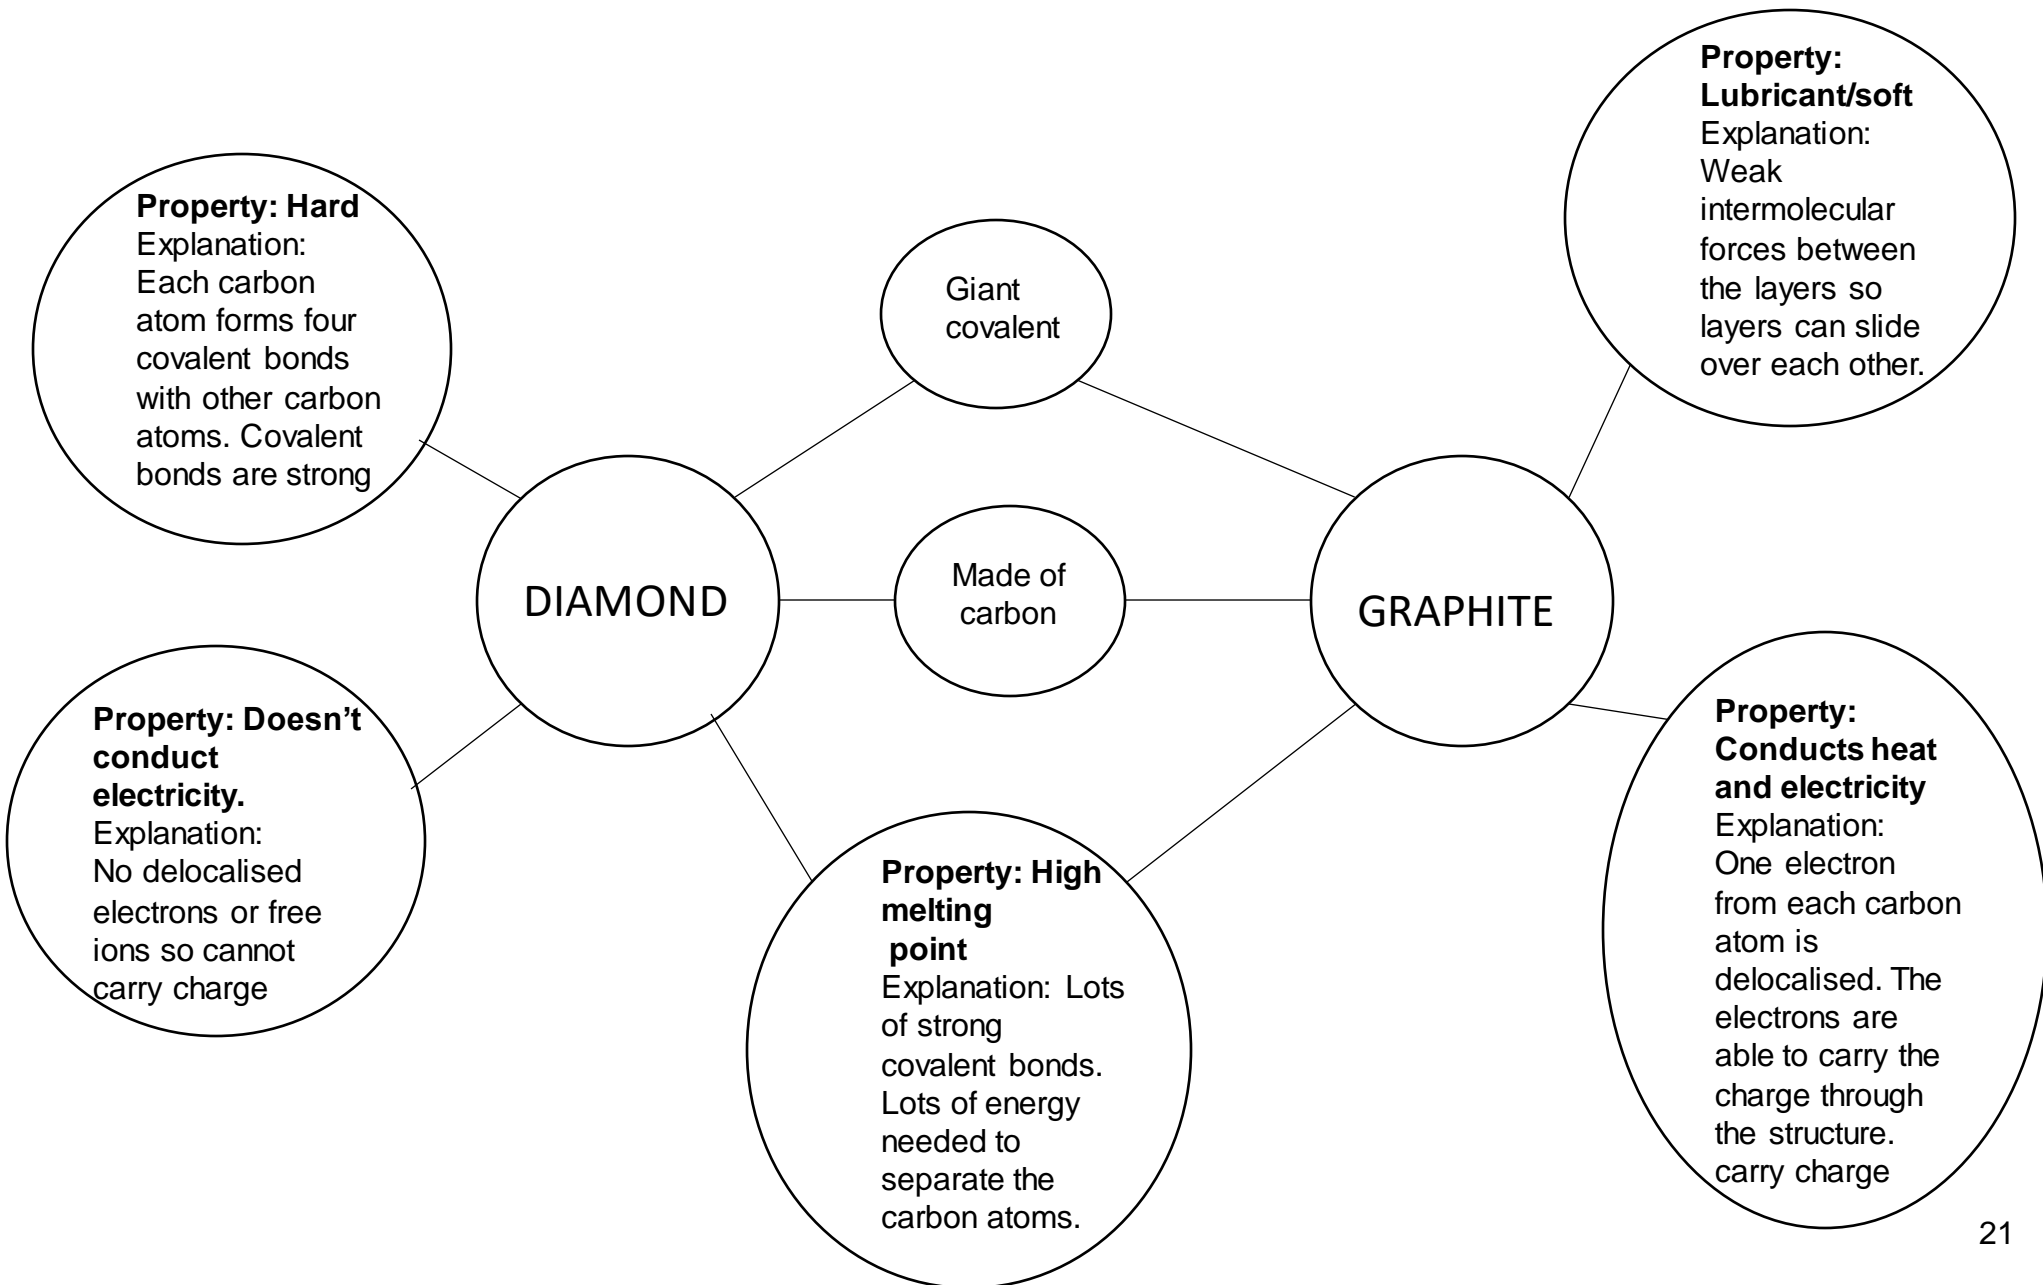 Property: Hard
Explanation:
Each carbon
atom forms four
covalent bonds
with other carbon
atoms. Covalent
bonds are strong
Giant
covalent
Property:
Lubricant/soft
Explanation:
Weak
intermolecular
forces between
the layers so
layers can slide
over each other.
DIAMOND
Made of
carbon
GRAPHITE
Property: Doesn’t
conduct
electricity.
Explanation:
No delocalised
electrons or free
ions so cannot
carry charge
Property: High
melting
point
Explanation: Lots
of strong
covalent bonds.
Lots of energy
needed to
separate the
carbon atoms.
Property:
Conducts heat
and electricity
Explanation:
One electron
from each carbon
atom is
delocalised. The
electrons are
able to carry the
charge through
the structure.
carry charge
21